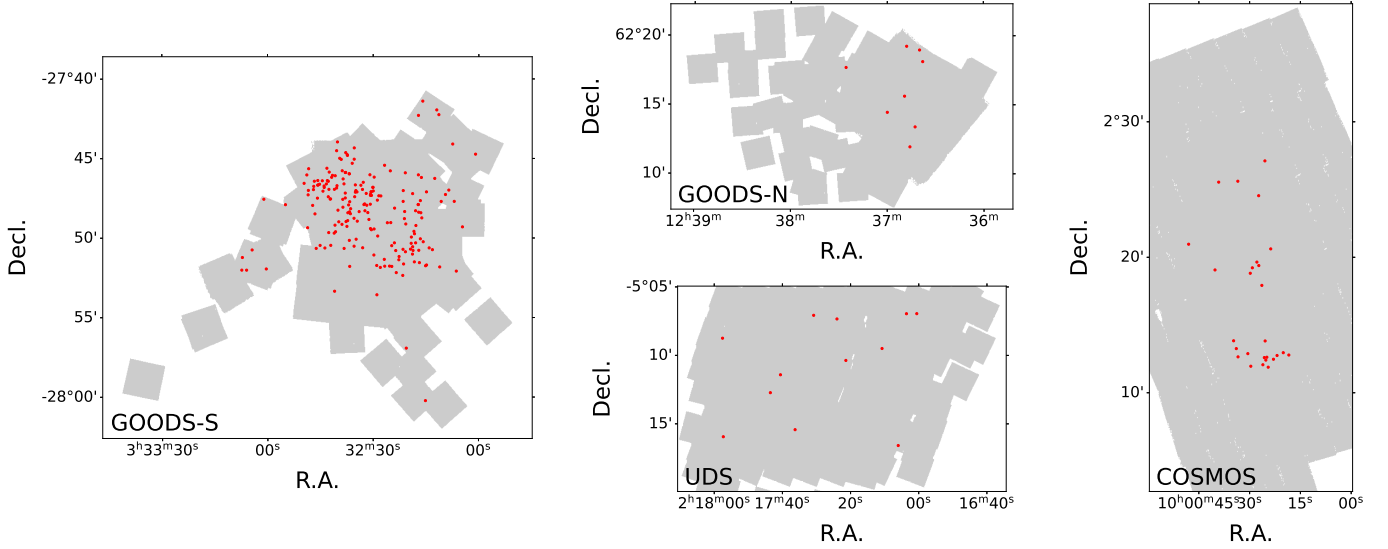 -27°40'
45'
50'
55'
-28°00'
Decl.
GOODS-S
3ʰ33ᵐ30ˢ 00ˢ 32ᵐ30ˢ 00ˢ
R.A.
62°20'
15'
10'
Decl.
GOODS-N
12ʰ39ᵐ 38ᵐ 37ᵐ 36ᵐ
R.A.
-5°05'
10'
15'
Decl.
UDS
2ʰ18ᵐ00ˢ 17ᵐ40ˢ 20ˢ 00ˢ 16ᵐ40ˢ
R.A.
2°30'
20'
10'
Decl.
COSMOS
10ʰ00ᵐ45ˢ 30ˢ 15ˢ 00ˢ
R.A.